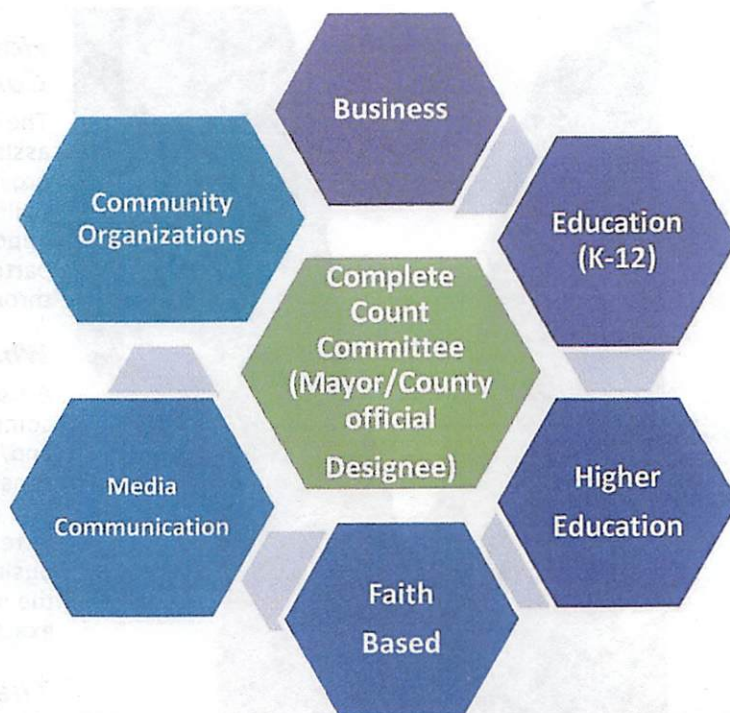 Business
Community
Organizations
Education
(K-12)
Complete
Count
Committee
(Mayor/County
official
Designee)
Media
Communication
Higher
Education
Faith
Based